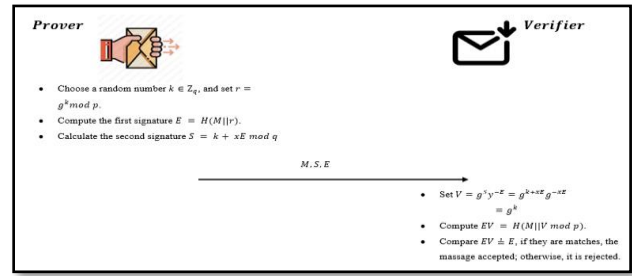 Prover
Verifier
• Choose a random number k ∈ Z_q, and set r =
g^k mod p.
• Compute the first signature E = H(M||r).
• Calculate the second signature S = k + xE mod q
M, S, E
• Set V = g^s y^-E = g^k+xE g^-xE
= g^k
• Compute EV = H(M||V mod p).
• Compare EV ≟ E, if they are matches, the
massage accepted; otherwise, it is rejected.